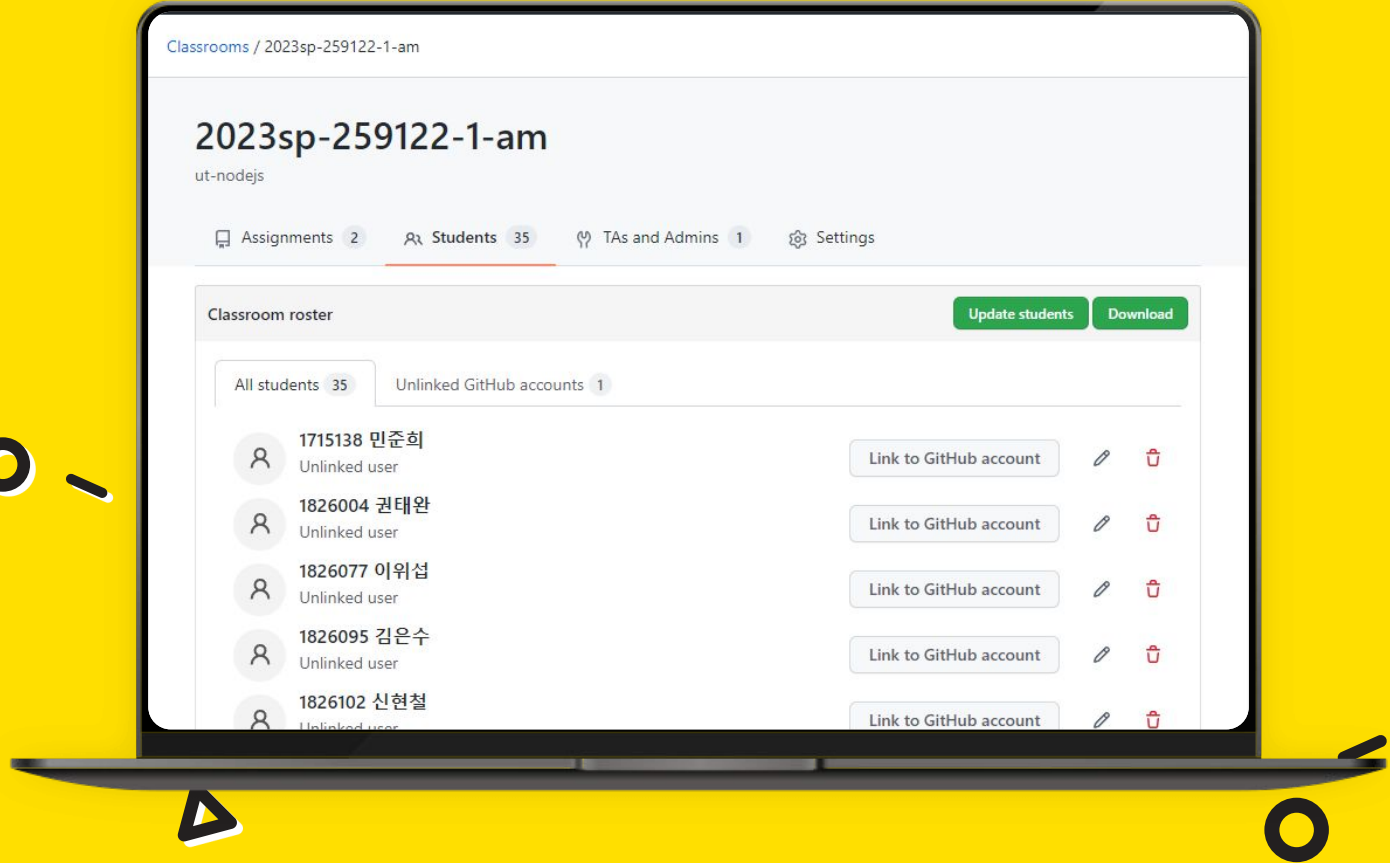 Classrooms / 2023sp-259122-1-am
2023sp-259122-1-am
ut-nodejs
Assignments 2 Students 35 TAs and Admins 1 Settings
Classroom roster Update students Download
All students 35 Unlinked GitHub accounts 1
1715138 민준희
Unlinked user Link to GitHub account
1826004 권태완
Unlinked user Link to GitHub account
1826077 이위섭
Unlinked user Link to GitHub account
1826095 김은수
Unlinked user Link to GitHub account
1826102 신현철
Unlinked user Link to GitHub account